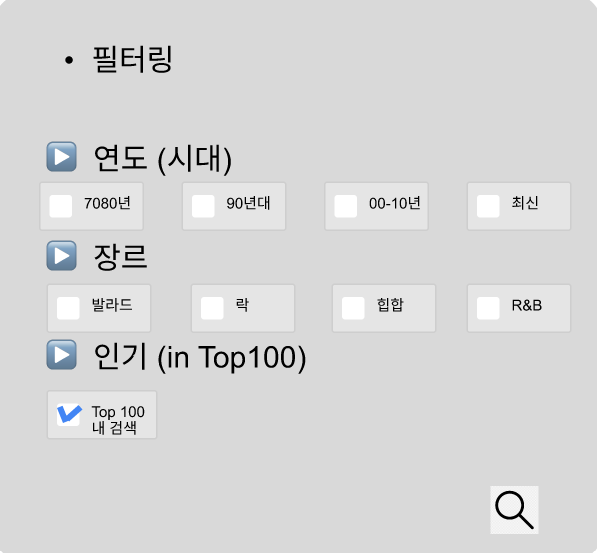 • 필터링
연도 (시대)
7080년 90년대 00-10년 최신
장르
발라드 락 힙합 R&B
인기 (in Top100)
Top 100
내 검색